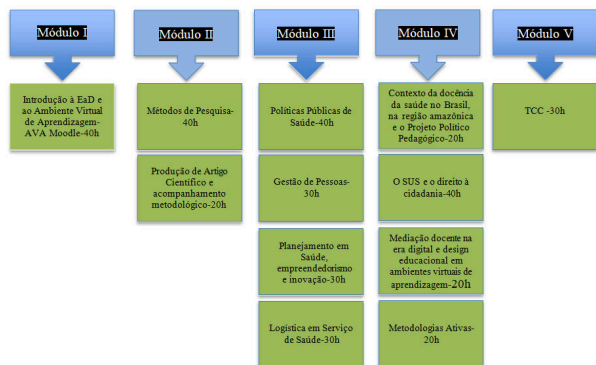 Módulo I
Módulo II
Módulo III
Módulo IV
Módulo V
Introdução à EaD e
ao Ambiente Virtual
de Aprendizagem-
AVA Moodle-40h
Métodos de Pesquisa-
40h
Produção de Artigo
Científico e
acompanhamento
metodológico-20h
Políticas Públicas de
Saúde-40h
Gestão de Pessoas-
30h
Planejamento em
Saúde,
empreendedorismo
e inovação-30h
Logística em Serviço
de Saúde-30h
Contexto da docência
da saúde no Brasil,
na região amazônica
e o Projeto Político
Pedagógico-20h
O SUS e o direito à
cidadania-40h
Mediação docente na
era digital e design
educacional em
ambientes virtuais de
aprendizagem-20h
Metodologias Ativas-
20h
TCC -30h